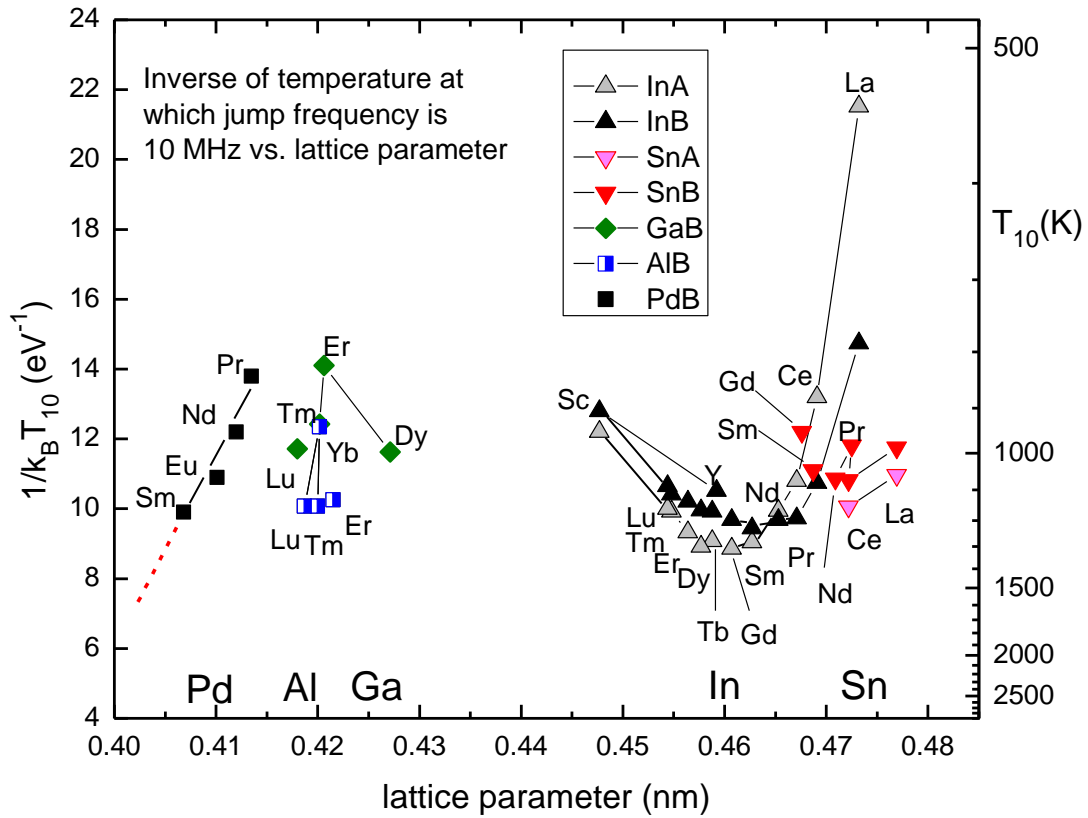 24
22
20
18
16
14
12
10
8
6
4
1/k_BT_10 (eV^-1)
Inverse of temperature at
which jump frequency is
10 MHz vs. lattice parameter
InA
InB
SnA
SnB
GaB
AlB
PdB
500
1000
1500
2000
2500
T_10(K)
La
Pr
Nd
Eu
Sm
Er
Tm
Yb
Dy
Lu
Lu
Tm
Er
Sc
Gd
Sm
Ce
Pr
Y
Nd
Lu
Tm
Er
Dy
Tb
Gd
Sm
Pr
Nd
Ce
La
Pd
Al
Ga
In
Sn
0.40
0.41
0.42
0.43
0.44
0.45
0.46
0.47
0.48
lattice parameter (nm)